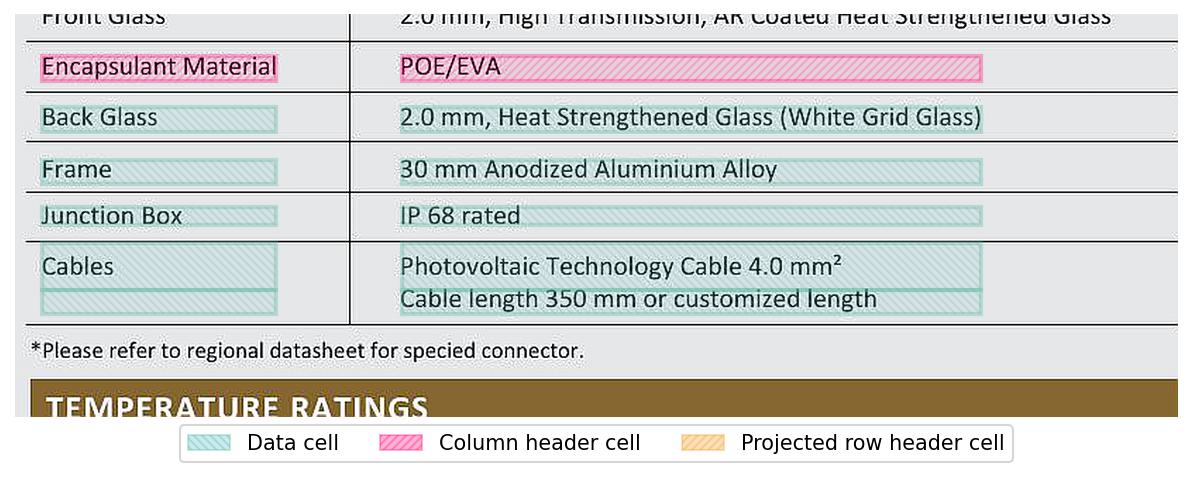 Front Glass 2.0 mm, High Transmission, AR Coated Heat Strengthened Glass
Encapsulant Material POE/EVA
Back Glass 2.0 mm, Heat Strengthened Glass (White Grid Glass)
Frame 30 mm Anodized Aluminium Alloy
Junction Box IP 68 rated
Cables Photovoltaic Technology Cable 4.0 mm²
Cable length 350 mm or customized length
*Please refer to regional datasheet for specied connector.
TEMPERATURE RATINGS
Data cell Column header cell Projected row header cell